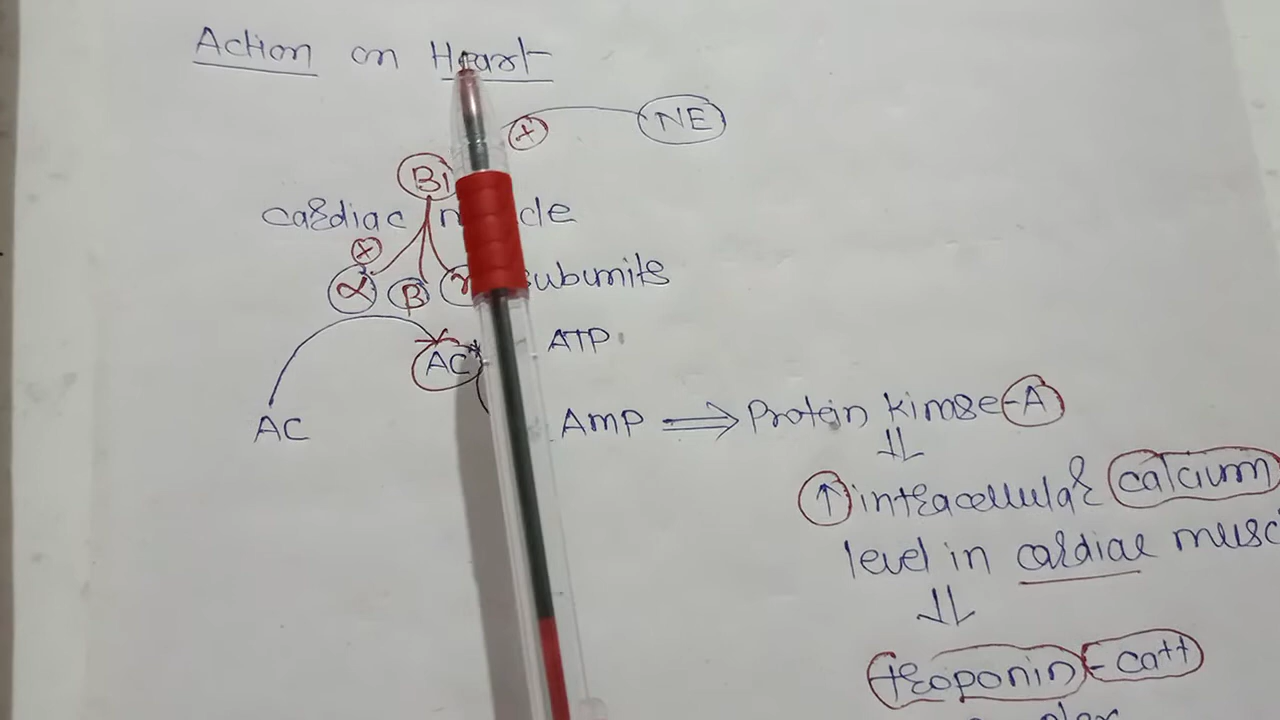 Action on Heart
NE
B1
cardiac
α B subunits
ATP
AC*
AC
AMP ⇒ Protein kinase-A
↑ intracellular calcium
level in cardiac musc
troponin - ca++